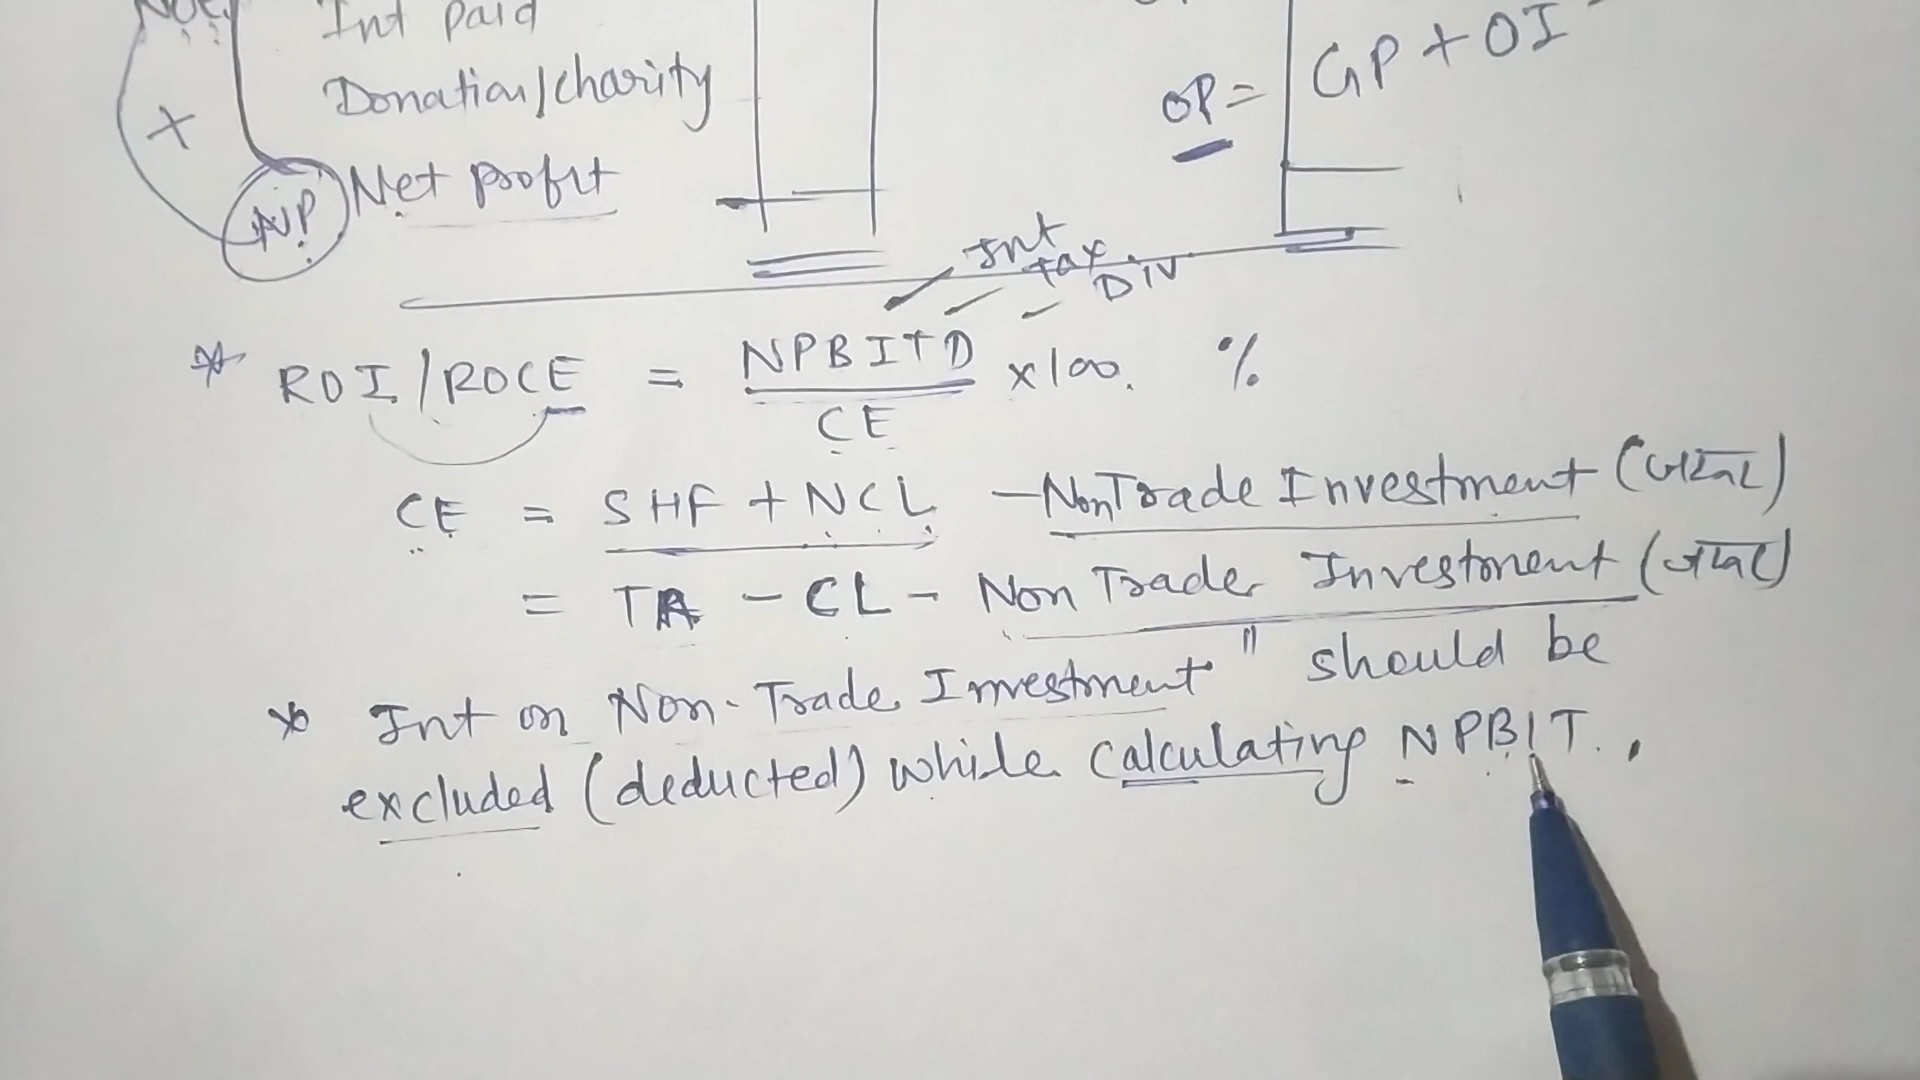 Int paid
Donation/charity
GP + OI
OP =
+
NP Net profit
Int
tax
Div
* ROI/ROCE = NPBITD × 100. %
CE
CE = SHF + NCL - Non Trade Investment
= TA - CL - Non Trade Investment
* Int on Non-Trade Investment" should be
excluded (deducted) while calculating NPBIT.